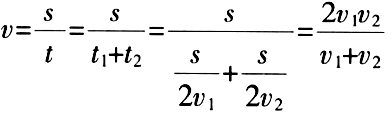 v=s/t=s/(t₁+t₂)=s/(s/(2v₁)+s/(2v₂))=2v₁v₂/(v₁+v₂)